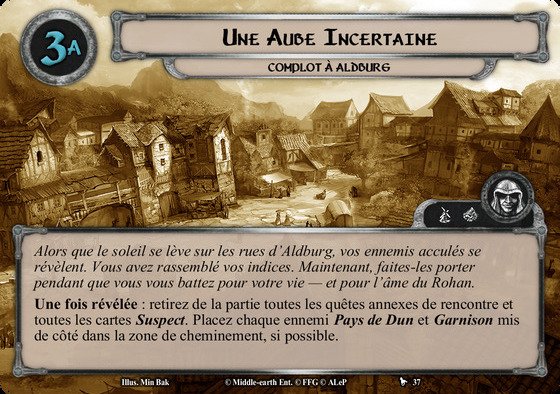 3A
Une Aube Incertaine
Complot à Aldburg
Alors que le soleil se lève sur les rues d'Aldburg, vos ennemis acculés se
révèlent. Vous avez rassemblé vos indices. Maintenant, faites-les porter
pendant que vous vous battez pour votre vie — et pour l'âme du Rohan.
Une fois révélée : retirez de la partie toutes les quêtes annexes de rencontre et
toutes les cartes Suspect. Placez chaque ennemi Pays de Dun et Garnison mis
de côté dans la zone de cheminement, si possible.
Illus. Min Bak © Middle-earth Ent. © FFG © ALeP 37